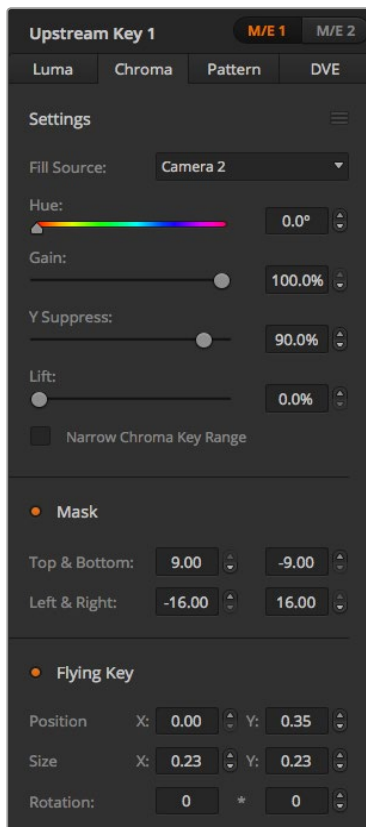 Upstream Key 1 M/E 1 M/E 2
Luma Chroma Pattern DVE
Settings
Fill Source: Camera 2
Hue:
0.0º
Gain:
100.0%
Y Suppress:
90.0%
Lift:
0.0%
Narrow Chroma Key Range
Mask
Top & Bottom: 9.00 -9.00
Left & Right: -16.00 16.00
Flying Key
Position X: 0.00 Y: 0.35
Size X: 0.23 Y: 0.23
Rotation: 0 * 0